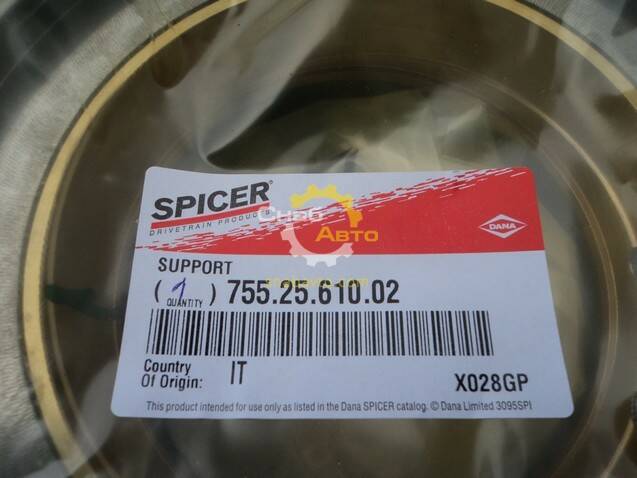 SPICER®
DRIVETRAIN PRODUCTS
Снаб
Авто
DANA
SUPPORT
( 1 ) 755.25.610.02
QUANTITY
Country
Of Origin: IT
X028GP
This product intended for use only as listed in the Dana SPICER catalog. © Dana Limited 3095SPI